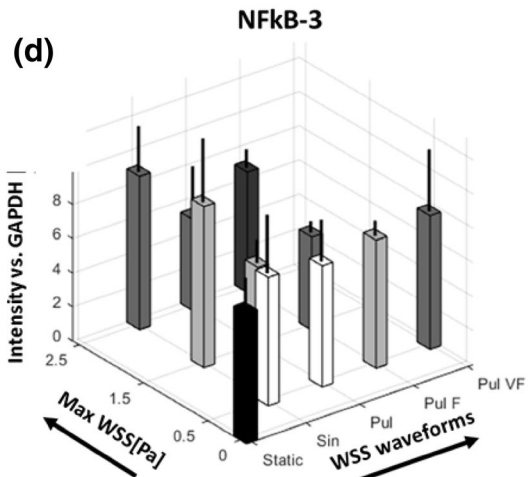 NFkB-3
(d)
Intensity vs. GAPDH |
8
6
4
2
0
2.5
1.5
0.5
0
Max WSS[Pa]
Static
Sin
Pul
Pul F
Pul VF
WSS waveforms